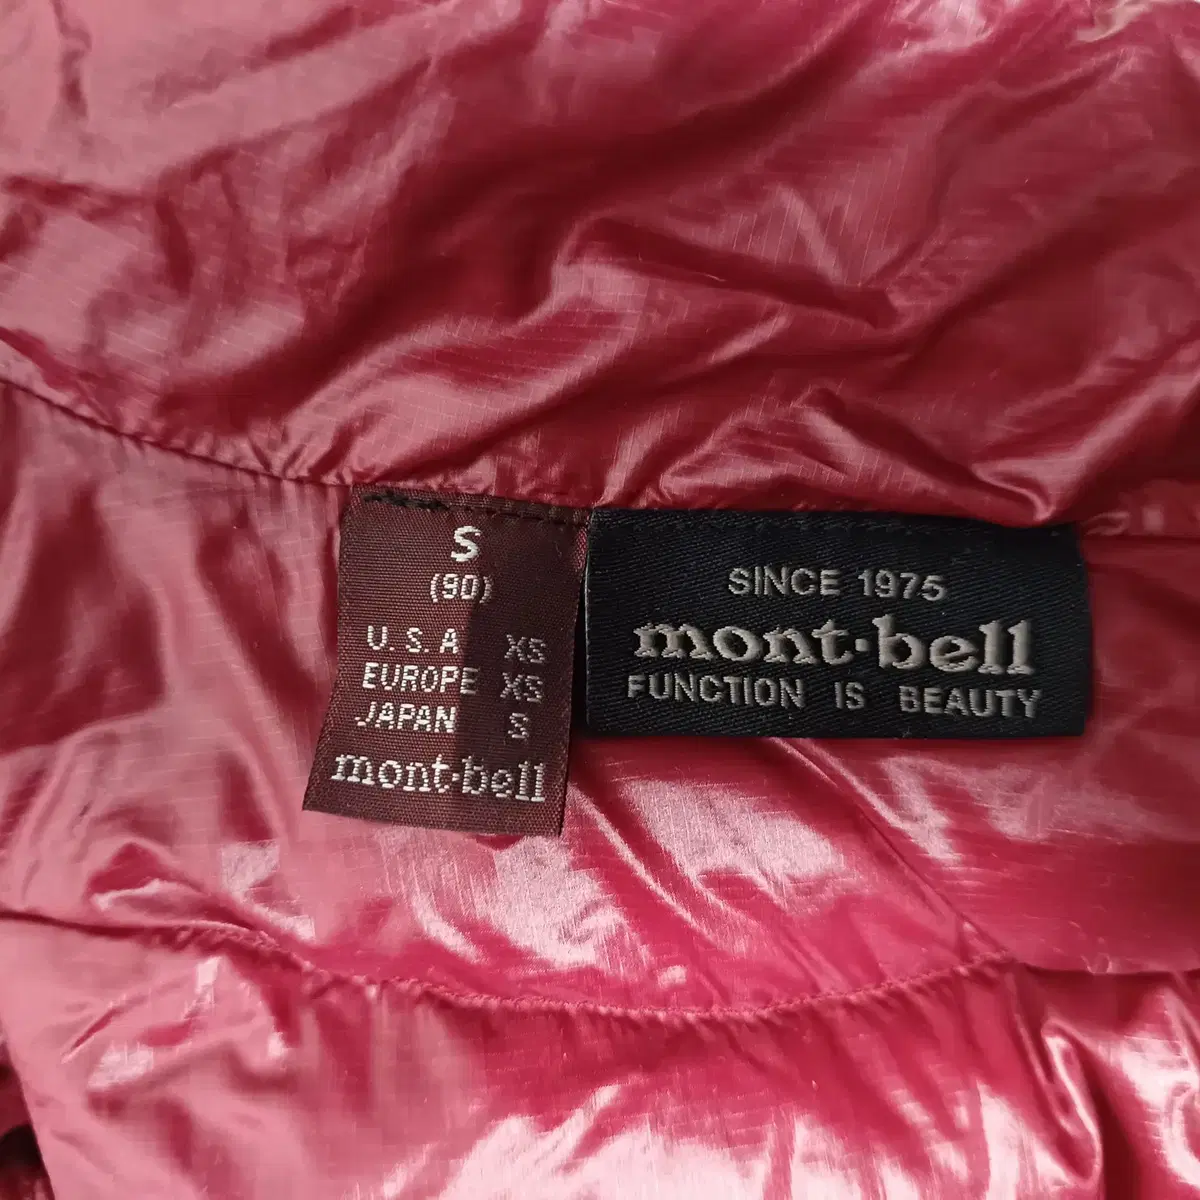 S
(90)
U.S.A XS
EUROPE XS
JAPAN S
mont·bell
SINCE 1975
mont·bell
FUNCTION IS BEAUTY